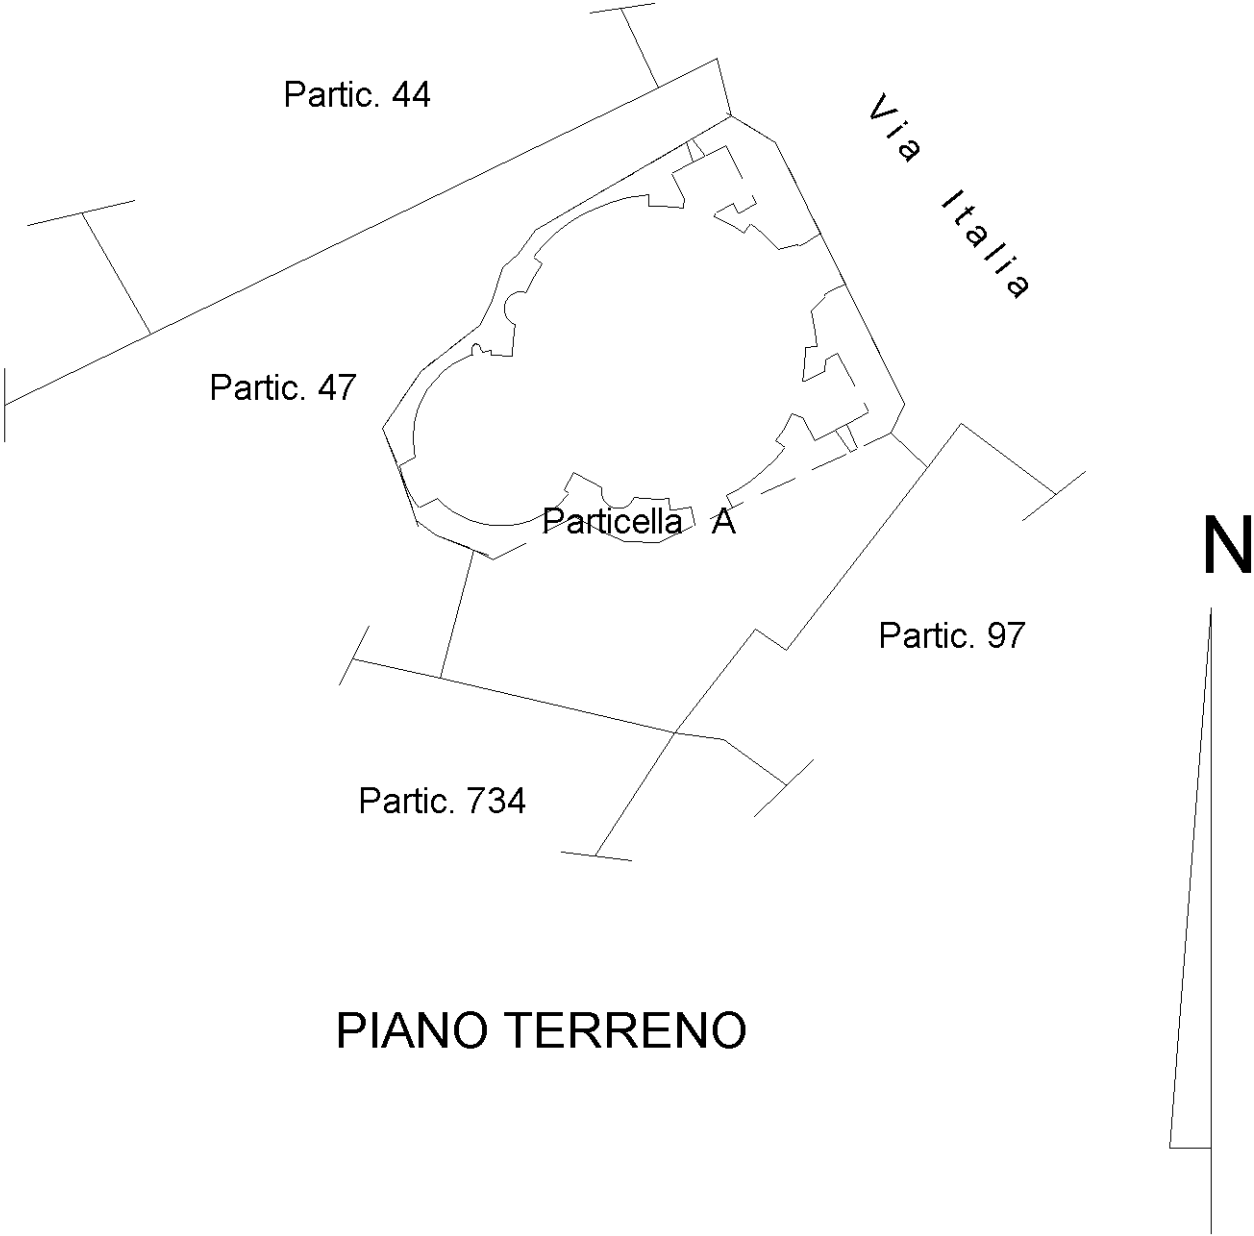 Partic. 44
Via Italia
Partic. 47
Particella A
N
Partic. 97
Partic. 734
PIANO TERRENO